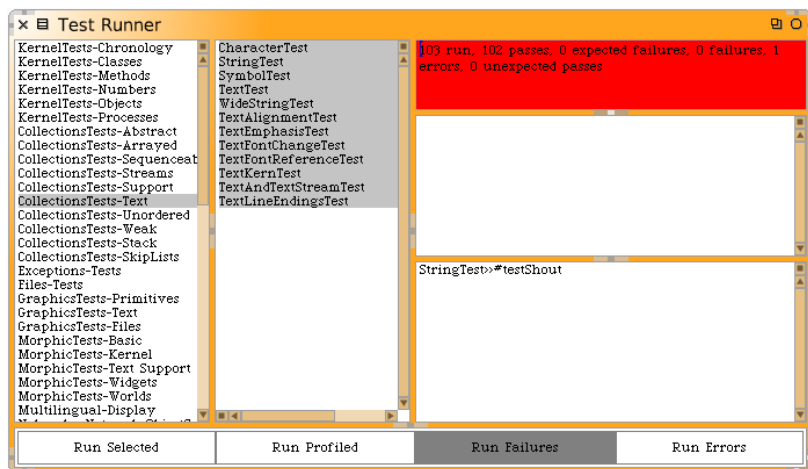 Test Runner
KernelTests-Chronology
KernelTests-Classes
KernelTests-Methods
KernelTests-Numbers
KernelTests-Objects
KernelTests-Processes
CollectionsTests-Abstract
CollectionsTests-Arrayed
CollectionsTests-Sequenceab
CollectionsTests-Streams
CollectionsTests-Support
CollectionsTests-Text
CollectionsTests-Unordered
CollectionsTests-Weak
CollectionsTests-Stack
CollectionsTests-SkipLists
Exceptions-Tests
Files-Tests
GraphicsTests-Primitives
GraphicsTests-Text
GraphicsTests-Files
MorphicTests-Basic
MorphicTests-Kernel
MorphicTests-Text Support
MorphicTests-Widgets
MorphicTests-Worlds
Multilingual-Display
CharacterTest
StringTest
SymbolTest
TextTest
WideStringTest
TextAlignmentTest
TextEmphasisTest
TextFontChangeTest
TextFontReferenceTest
TextKernTest
TextAndTextStreamTest
TextLineEndingsTest
103 run, 102 passes, 0 expected failures, 0 failures, 1
errors, 0 unexpected passes
StringTest>>#testShout
Run Selected
Run Profiled
Run Failures
Run Errors